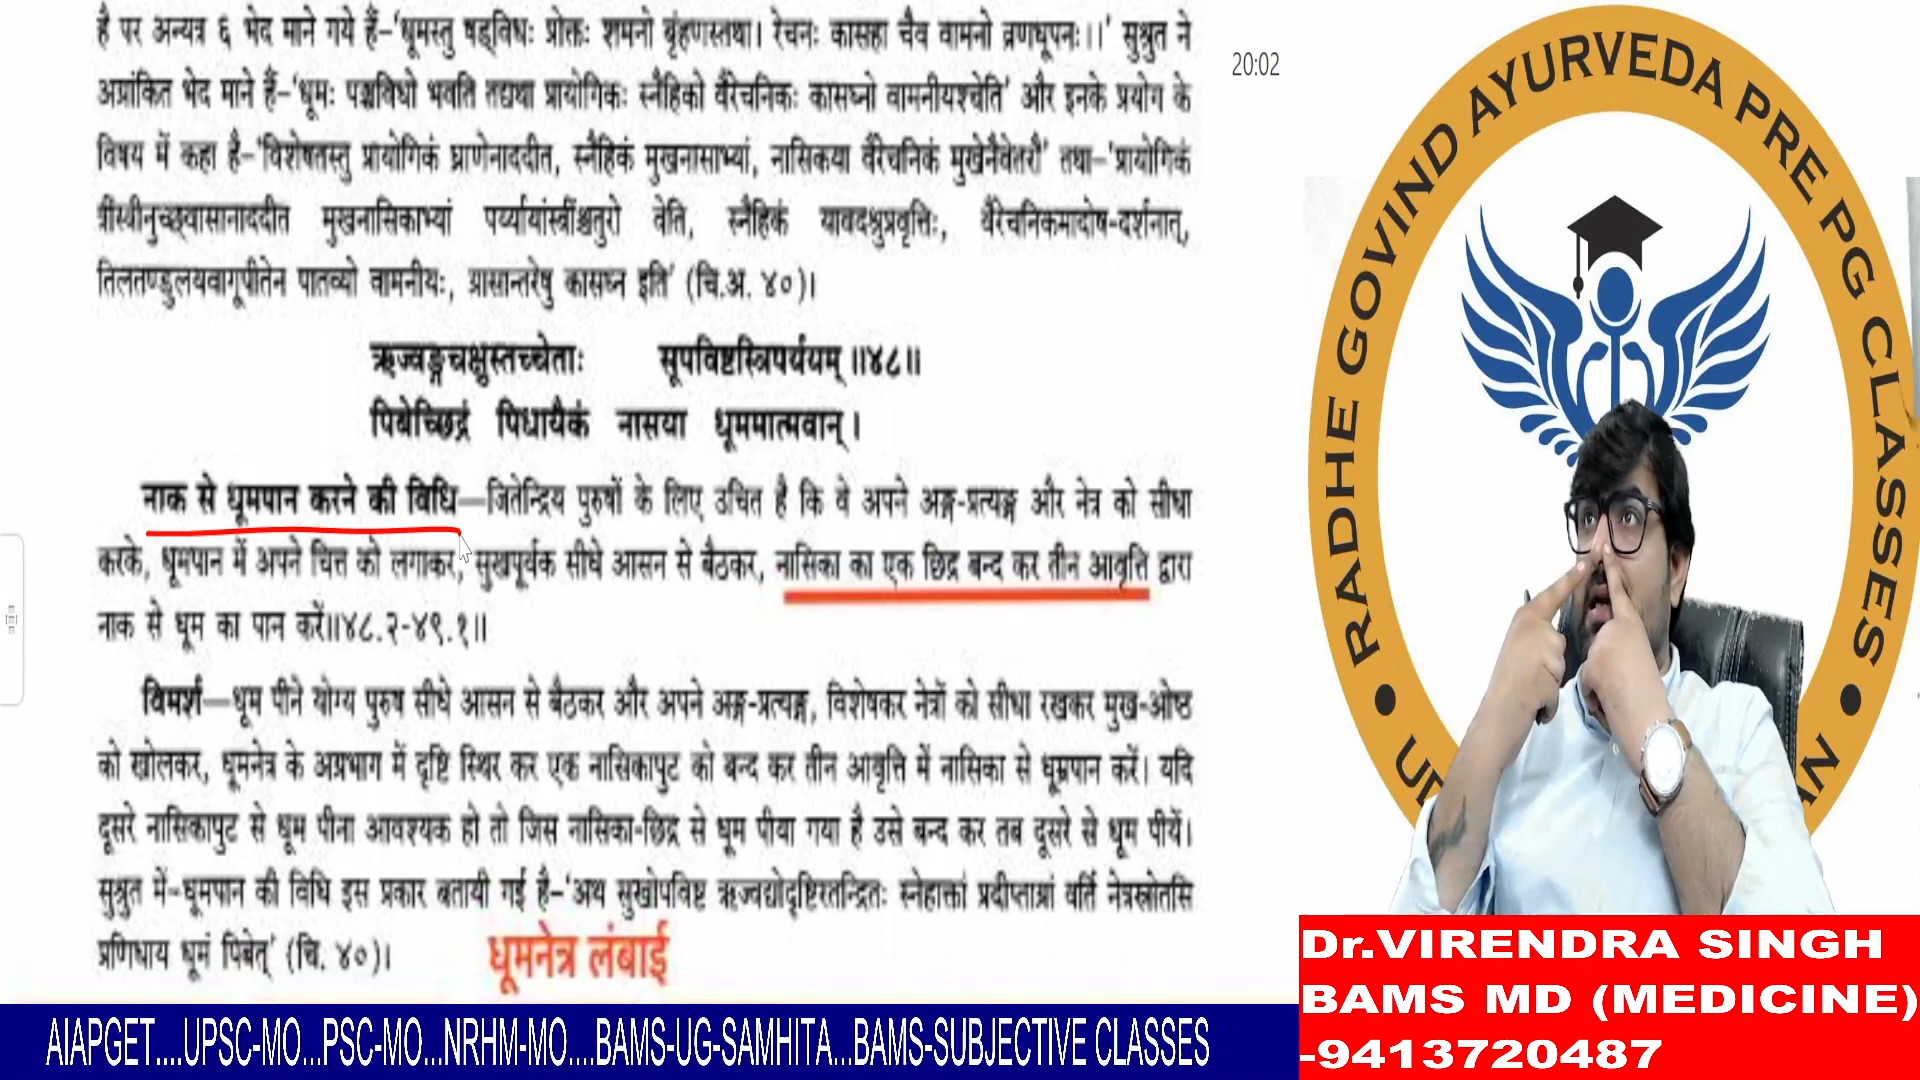 है पर अन्यत्र ६ भेद माने गये हैं-'धूमस्तु षड्विधः प्रोक्तः शमनो बृंहणस्तथा। रेचनः कासहा चैव वामनो व्रणधूपनः।।' सुश्रुत ने
20:02
अग्रांकित भेद माने हैं-'धूमः पञ्चविधो भवति तद्यथा प्रायोगिकः स्नैहिको वैरेचनिकः कासघ्नो वामनीयश्चेति' और इनके प्रयोग के
विषय में कहा है-'विशेषतस्तु प्रायोगिकं घ्राणेनाददीत, स्नैहिकं मुखनासाभ्यां, नासिकया वैरेचनिकं मुखेनैवेतरौ' तथा-'प्रायोगिकं
त्रींस्त्रीनुच्छ्वासानाददीत मुखनासिकाभ्यां पर्य्यायांस्त्रींश्चतुरो वेति, स्नैहिकं यावदश्रुप्रवृत्तिः, वैरेचनिकमादोष-दर्शनात्,
तिलतण्डुलयवागूपीतेन पातव्यो वामनीयः, ग्रासान्तरेषु कासघ्न इति' (चि.अ. ४०)।
ऋज्वङ्गचक्षुस्तच्चेताः सूपविष्टस्त्रिपर्ययम्॥४८॥
पिबेच्छिद्रं पिधायैकं नासया धूममात्मवान्।
नाक से धूमपान करने की विधि—जितेन्द्रिय पुरुषों के लिए उचित है कि वे अपने अङ्ग-प्रत्यङ्ग और नेत्र को सीधा
करके, धूमपान में अपने चित्त को लगाकर, सुखपूर्वक सीधे आसन से बैठकर, नासिका का एक छिद्र बन्द कर तीन आवृत्ति द्वारा
नाक से धूम का पान करें॥४८.२-४९.१॥
विमर्श—धूम पीने योग्य पुरुष सीधे आसन से बैठकर और अपने अङ्ग-प्रत्यङ्ग, विशेषकर नेत्रों को सीधा रखकर मुख-ओष्ठ
को खोलकर, धूमनेत्र के अग्रभाग में दृष्टि स्थिर कर एक नासिकापुट को बन्द कर तीन आवृत्ति में नासिका से धूम्रपान करें। यदि
दूसरे नासिकापुट से धूम पीना आवश्यक हो तो जिस नासिका-छिद्र से धूम पीया गया है उसे बन्द कर तब दूसरे से धूम पीयें।
सुश्रुत में-धूमपान की विधि इस प्रकार बतायी गई है-'अथ सुखोपविष्ट ऋज्वद्योदृष्टिरतन्द्रितः स्नेहाक्तां प्रदीप्ताग्रां वर्ति नेत्रस्त्रोतसि
प्रणिधाय धूमं पिबेत्' (चि. ४०)।
धूमनेत्र लंबाई
RADHE GOVIND AYURVEDA PRE PG CLASSES
Dr.VIRENDRA SINGH
BAMS MD (MEDICINE)
-9413720487
AIAPGET....UPSC-MO...PSC-MO...NRHM-MO....BAMS-UG-SAMHITA...BAMS-SUBJECTIVE CLASSES